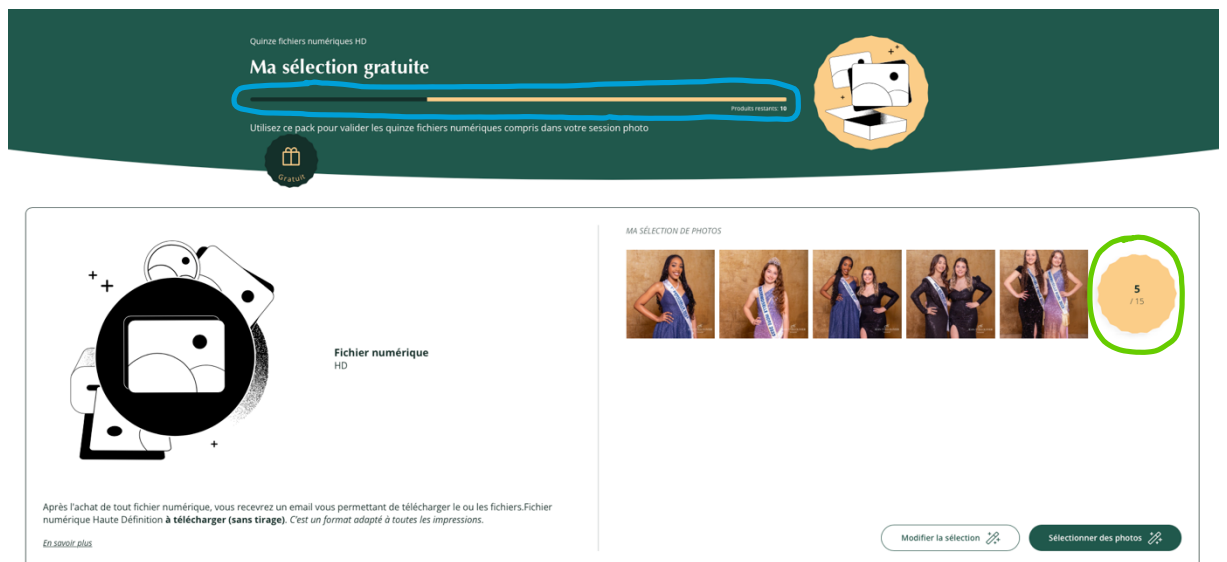 Quinze fichiers numériques HD
Ma sélection gratuite
Produits restants: 10
Utilisez ce pack pour valider les quinze fichiers numériques compris dans votre session photo
Gratuit
MA SÉLECTION DE PHOTOS
5
/ 15
Fichier numérique
HD
Après l'achat de tout fichier numérique, vous recevrez un email vous permettant de télécharger le ou les fichiers.Fichier
numérique Haute Définition à télécharger (sans tirage). C'est un format adapté à toutes les impressions.
En savoir plus
Modifier la sélection
Sélectionner des photos